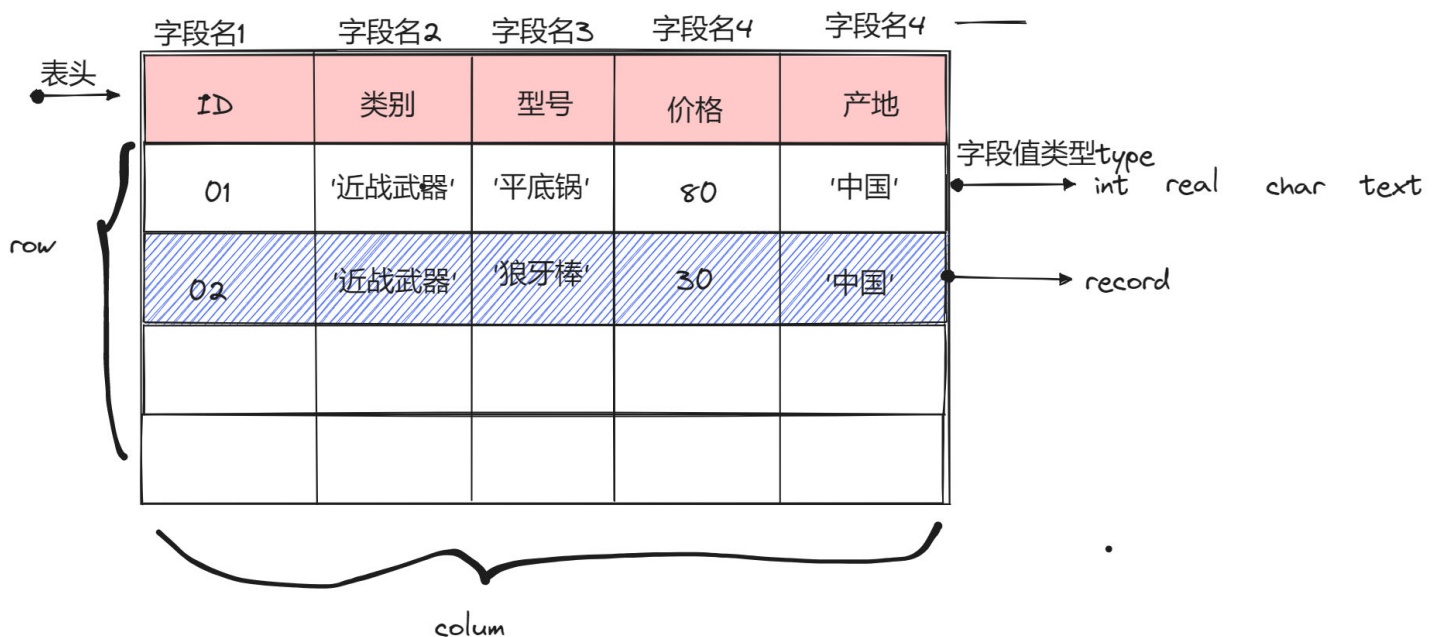 字段名1 字段名2 字段名3 字段名4 字段名4
表头
ID 类别 型号 价格 产地
字段值类型type
01 '近战武器' '平底锅' 80 '中国' int real char text
row
02 '近战武器' '狼牙棒' 30 '中国' record
colum